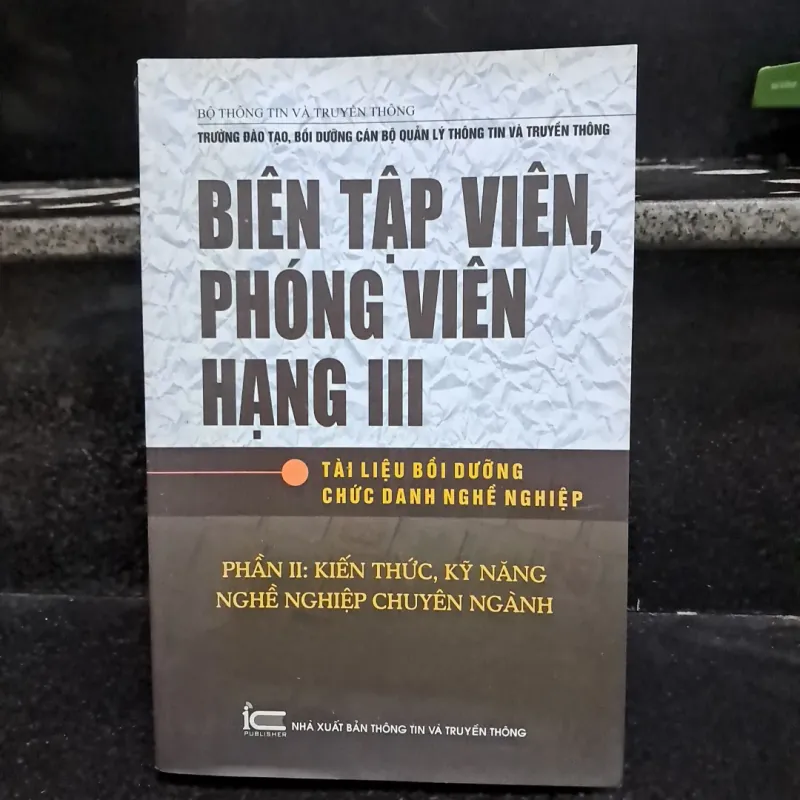 BỘ THÔNG TIN VÀ TRUYỀN THÔNG
TRƯỜNG ĐÀO TẠO, BỒI DƯỠNG CÁN BỘ QUẢN LÝ THÔNG TIN VÀ TRUYỀN THÔNG
BIÊN TẬP VIÊN,
PHÓNG VIÊN
HẠNG III
TÀI LIỆU BỒI DƯỠNG
CHỨC DANH NGHỀ NGHIỆP
PHẦN II: KIẾN THỨC, KỸ NĂNG
NGHỀ NGHIỆP CHUYÊN NGÀNH
ic
PUBLISHER
NHÀ XUẤT BẢN THÔNG TIN VÀ TRUYỀN THÔNG